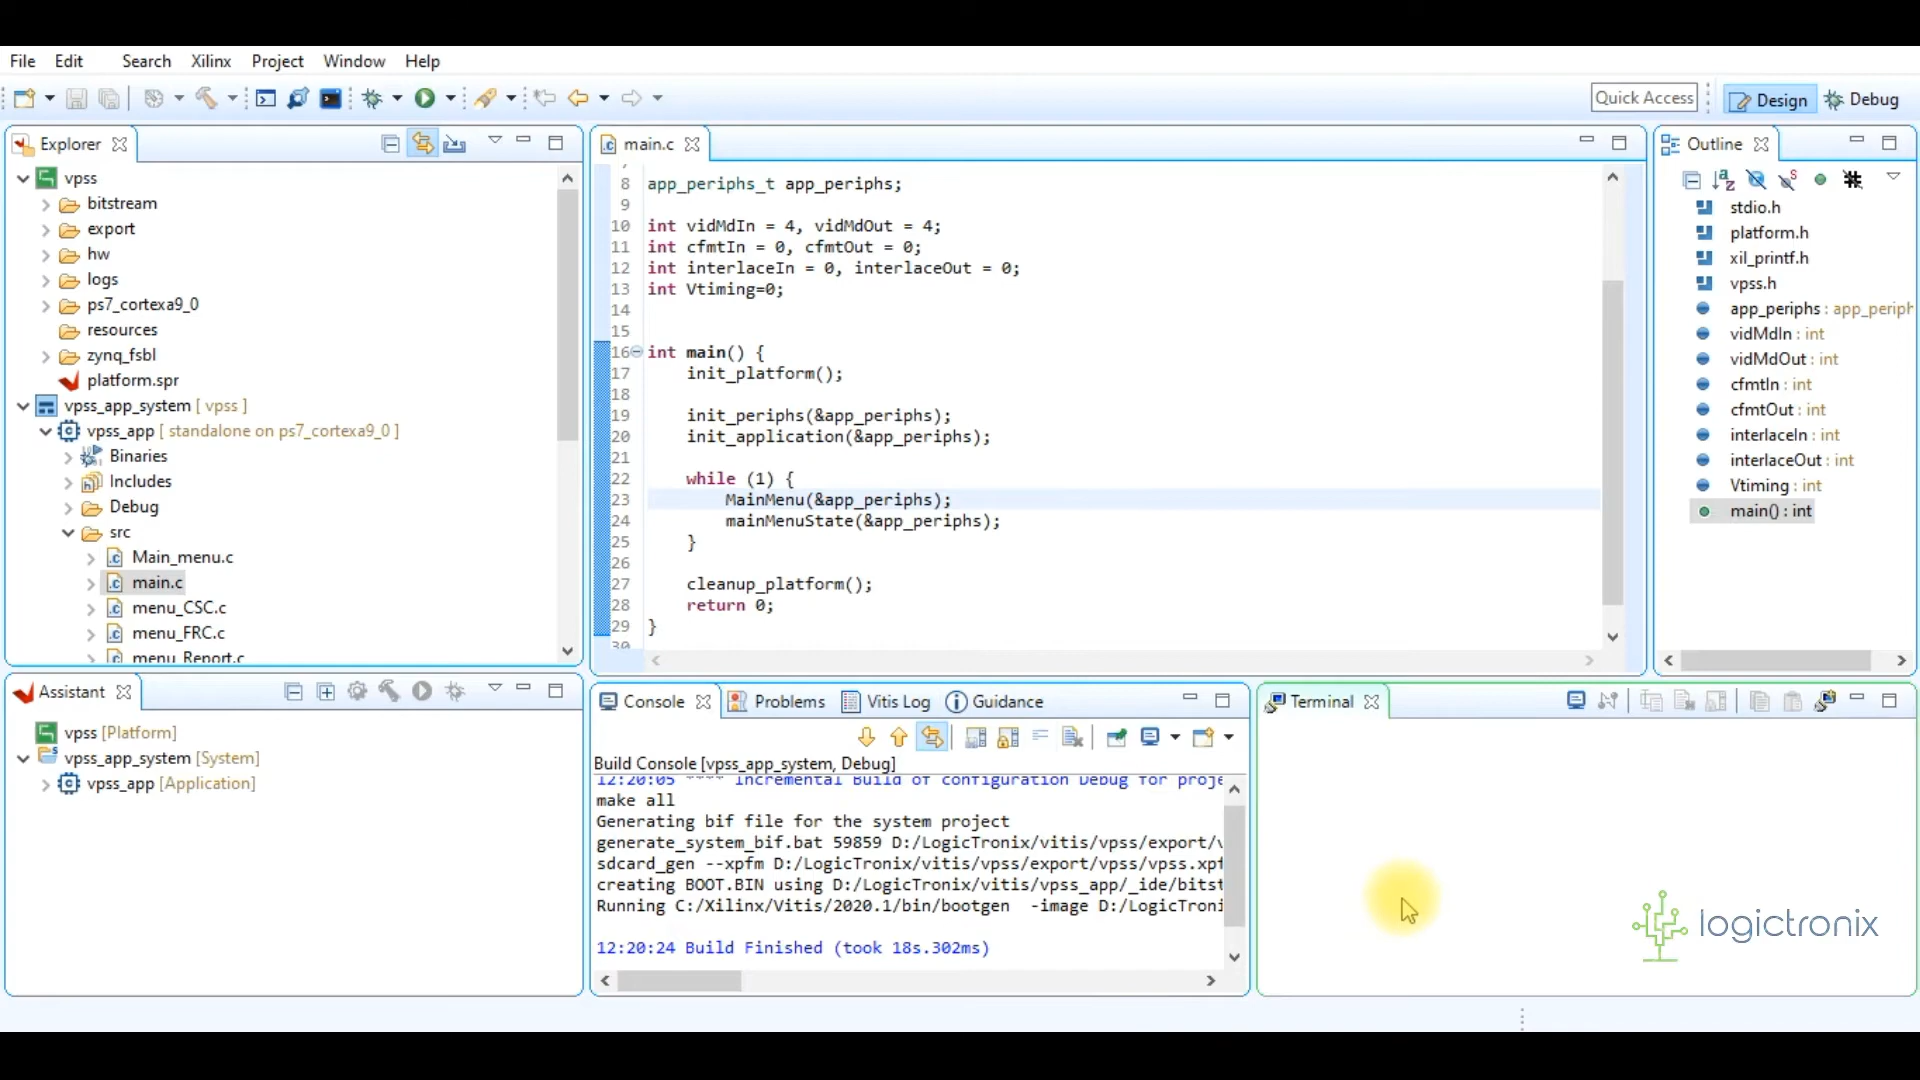 File Edit Search Xilinx Project Window Help
Quick Access Design Debug
Explorer
vpss
bitstream
export
hw
logs
ps7_cortexa9_0
resources
zynq_fsbl
platform.spr
vpss_app_system [ vpss ]
vpss_app [ standalone on ps7_cortexa9_0 ]
Binaries
Includes
Debug
src
Main_menu.c
main.c
menu_CSC.c
menu_FRC.c
menu_Report.c
main.c
8 app_periphs_t app_periphs;
9
10 int vidMdIn = 4, vidMdOut = 4;
11 int cfmtIn = 0, cfmtOut = 0;
12 int interlaceIn = 0, interlaceOut = 0;
13 int Vtiming=0;
14
15
16 int main() {
17 init_platform();
18
19 init_periphs(&app_periphs);
20 init_application(&app_periphs);
21
22 while (1) {
23 MainMenu(&app_periphs);
24 mainMenuState(&app_periphs);
25 }
26
27 cleanup_platform();
28 return 0;
29 }
30
Outline
stdio.h
platform.h
xil_printf.h
vpss.h
app_periphs : app_periph
vidMdIn : int
vidMdOut : int
cfmtIn : int
cfmtOut : int
interlaceIn : int
interlaceOut : int
Vtiming : int
main() : int
Assistant
vpss [Platform]
vpss_app_system [System]
vpss_app [Application]
Console Problems Vitis Log Guidance
Build Console [vpss_app_system, Debug]
12:20:05 **** Incremental Build of configuration Debug for proje
make all
Generating bif file for the system project
generate_system_bif.bat 59859 D:/LogicTronix/vitis/vpss/export/v
sdcard_gen --xpfm D:/LogicTronix/vitis/vpss/export/vpss/vpss.xpf
creating BOOT.BIN using D:/LogicTronix/vitis/vpss_app/_ide/bitst
Running C:/Xilinx/Vitis/2020.1/bin/bootgen -image D:/LogicTroni
12:20:24 Build Finished (took 18s.302ms)
Terminal
logictronix